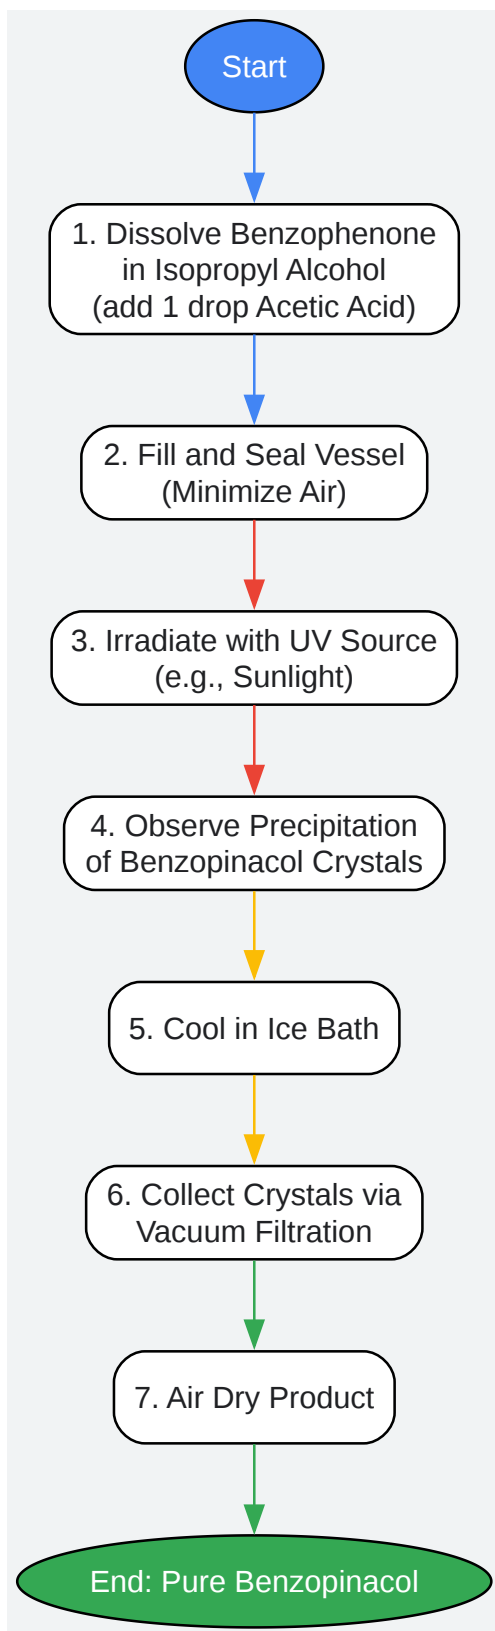 Start
1. Dissolve Benzophenone
in Isopropyl Alcohol
(add 1 drop Acetic Acid)
2. Fill and Seal Vessel
(Minimize Air)
3. Irradiate with UV Source
(e.g., Sunlight)
4. Observe Precipitation
of Benzopinacol Crystals
5. Cool in Ice Bath
6. Collect Crystals via
Vacuum Filtration
7. Air Dry Product
End: Pure Benzopinacol